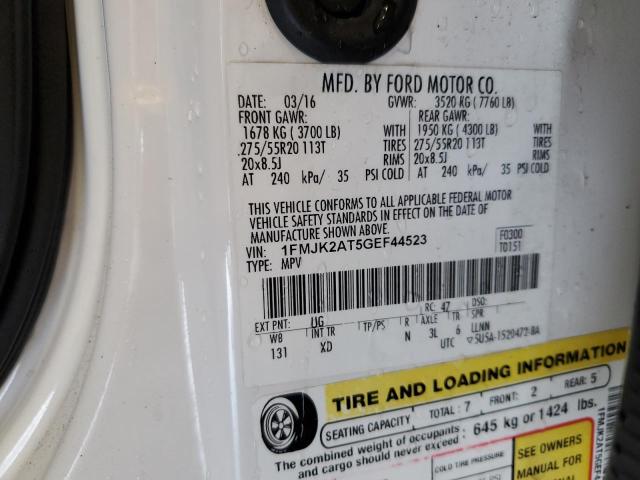 MFD. BY FORD MOTOR CO.
DATE: 03/16 GVWR: 3520 KG ( 7760 LB)
FRONT GAWR: REAR GAWR:
1678 KG ( 3700 LB) WITH 1950 KG ( 4300 LB) WITH
275/55R20 113T TIRES 275/55R20 113T TIRES
20x8.5J RIMS 20x8.5J RIMS
AT 240 kPa/ 35 PSI COLD AT 240 kPa/ 35 PSI COLD
THIS VEHICLE CONFORMS TO ALL APPLICABLE FEDERAL MOTOR
VEHICLE SAFETY STANDARDS IN EFFECT ON THE DATE OF
MANUFACTURE SHOWN ABOVE.
VIN: 1FMJK2AT5GEF44523 F0300
TYPE: MPV T0151
EXT PNT: UG RC: 47 DSO:
WB INT TR TP/PS R AXLE TR SPR
131 XD N 3L 6 LLNN
UTC 5U5A-1520472-BA
TIRE AND LOADING INFORMATION
SEATING CAPACITY TOTAL: 7 FRONT: 2 REAR: 5
The combined weight of occupants and cargo should never exceed: 645 kg or 1424 lbs.
COLD TIRE PRESSURE
SEE OWNERS
MANUAL FOR